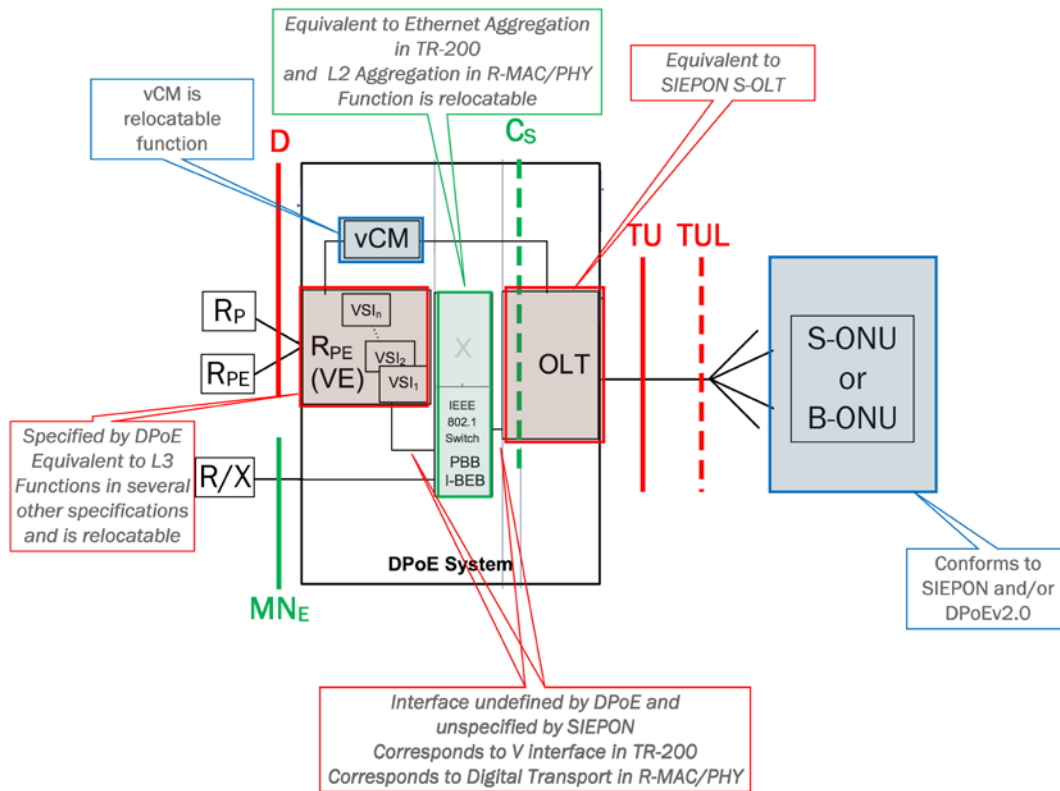 Equivalent to Ethernet Aggregation
in TR-200
and L2 Aggregation in R-MAC/PHY
Function is relocatable
Equivalent to
SIEPON S-OLT
vCM is
relocatable
function
D
CS
vCM
TU
TUL
RP
RPE
RPE
(VE)
VSIn
VSI2
VSI1
X
IEEE
802.1
Switch
PBB
I-BEB
OLT
S-ONU
or
B-ONU
Specified by DPoE
Equivalent to L3
Functions in several
other specifications
and is relocatable
R/X
DPoE System
MNE
Conforms to
SIEPON and/or
DPoEv2.0
Interface undefined by DPoE and
unspecified by SIEPON
Corresponds to V interface in TR-200
Corresponds to Digital Transport in R-MAC/PHY